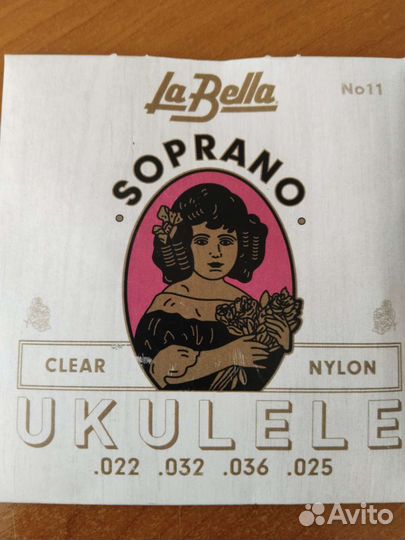 La Bella
No11
SOPRANO
CLEAR NYLON
UKULELE
.022 .032 .036 .025
Avito